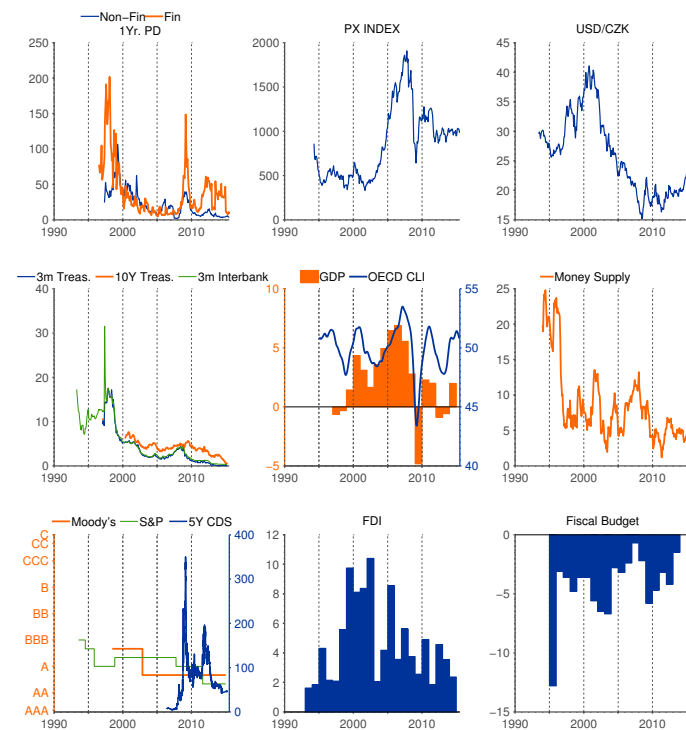 Non−Fin Fin
1Yr. PD
250
200
150
100
50
0
1990 2000 2010
PX INDEX
2000
1500
1000
500
0
1990 2000 2010
USD/CZK
45
40
35
30
25
20
15
1990 2000 2010
3m Treas. 10Y Treas. 3m Interbank
40
30
20
10
0
1990 2000 2010
GDP OECD CLI
10 55
5 50
0 45
−5 40
1990 2000 2010
Money Supply
25
20
15
10
5
0
1990 2000 2010
Moody's S&P 5Y CDS
C 400
CC
CCC
300
B
BB
200
BBB
A 100
AA
AAA 0
1990 2000 2010
FDI
12
10
8
6
4
2
0
1990 2000 2010
Fiscal Budget
0
−5
−10
−15
1990 2000 2010